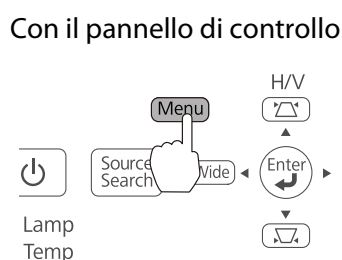 Con il pannello di controllo
H/V
Menu
Source
Search
Wide
Enter
Lamp
Temp